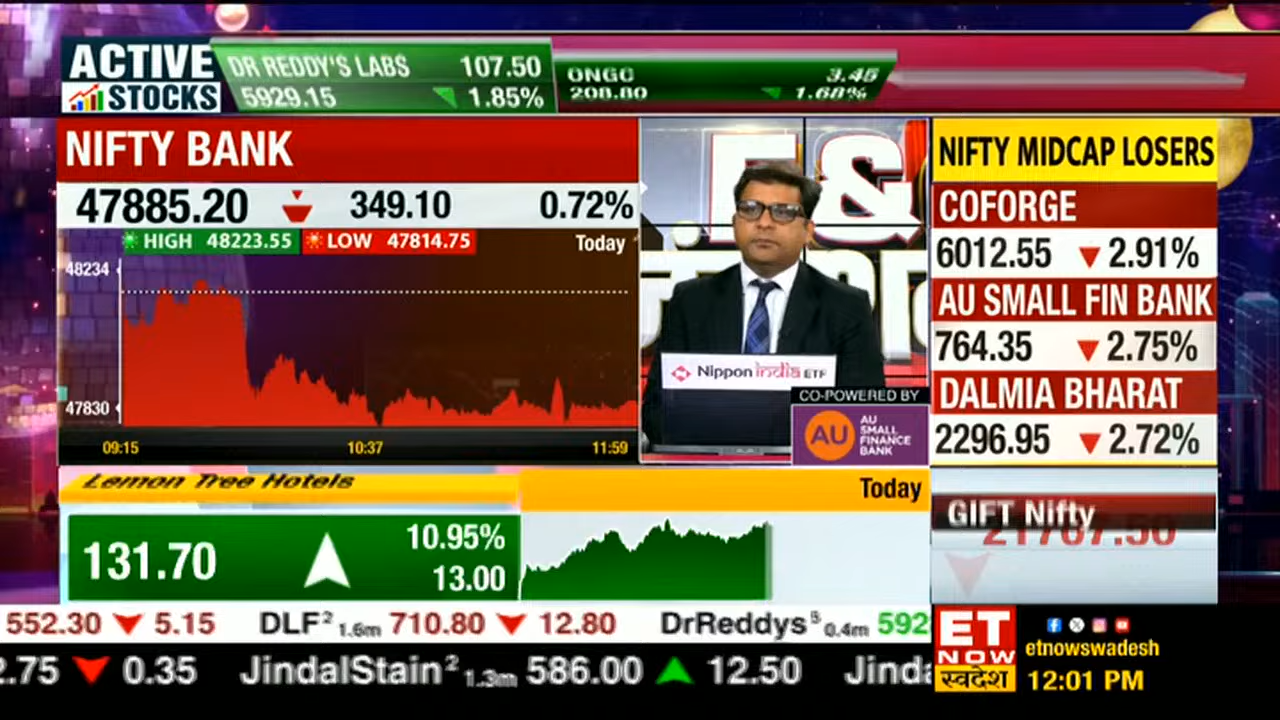 ACTIVE
STOCKS
DR REDDY'S LABS 107.50
5929.15 1.85%
ONGC 3.45
208.80 1.68%
NIFTY BANK
47885.20 349.10 0.72%
HIGH 48223.55 LOW 47814.75 Today
48234
47830
09:15 10:37 11:59
&
Nippon india ETF
CO-POWERED BY
AU
AU
SMALL
FINANCE
BANK
NIFTY MIDCAP LOSERS
COFORGE
6012.55 2.91%
AU SMALL FIN BANK
764.35 2.75%
DALMIA BHARAT
2296.95 2.72%
Lemon Tree Hotels Today
131.70 10.95%
13.00
GIFT Nifty
21767.50
552.30 5.15 DLF² 1.6m 710.80 12.80 DrReddys⁵ 0.4m 592
2.75 0.35 JindalStain² 1.3m 586.00 12.50 Jinda
ET
NOW
स्वदेश
etnowswadesh
12:01 PM